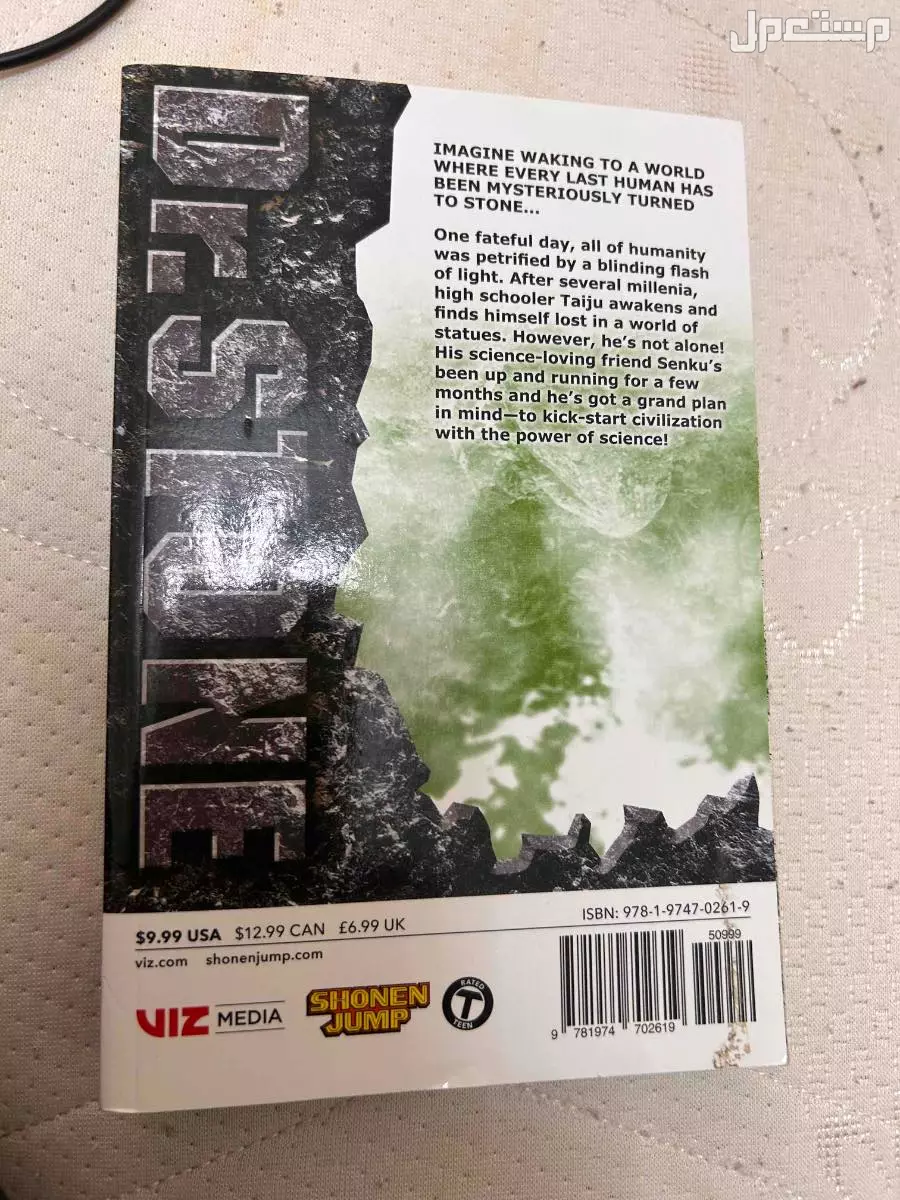 مستعمل
Dr.STONE
IMAGINE WAKING TO A WORLD
WHERE EVERY LAST HUMAN HAS
BEEN MYSTERIOUSLY TURNED
TO STONE...
One fateful day, all of humanity
was petrified by a blinding flash
of light. After several millenia,
high schooler Taiju awakens and
finds himself lost in a world of
statues. However, he's not alone!
His science-loving friend Senku's
been up and running for a few
months and he's got a grand plan
in mind—to kick-start civilization
with the power of science!
$9.99 USA $12.99 CAN £6.99 UK
viz.com shonenjump.com
ISBN: 978-1-9747-0261-9
50999
VIZ MEDIA
SHONEN
JUMP
RATED
T
TEEN
9 781974 702619